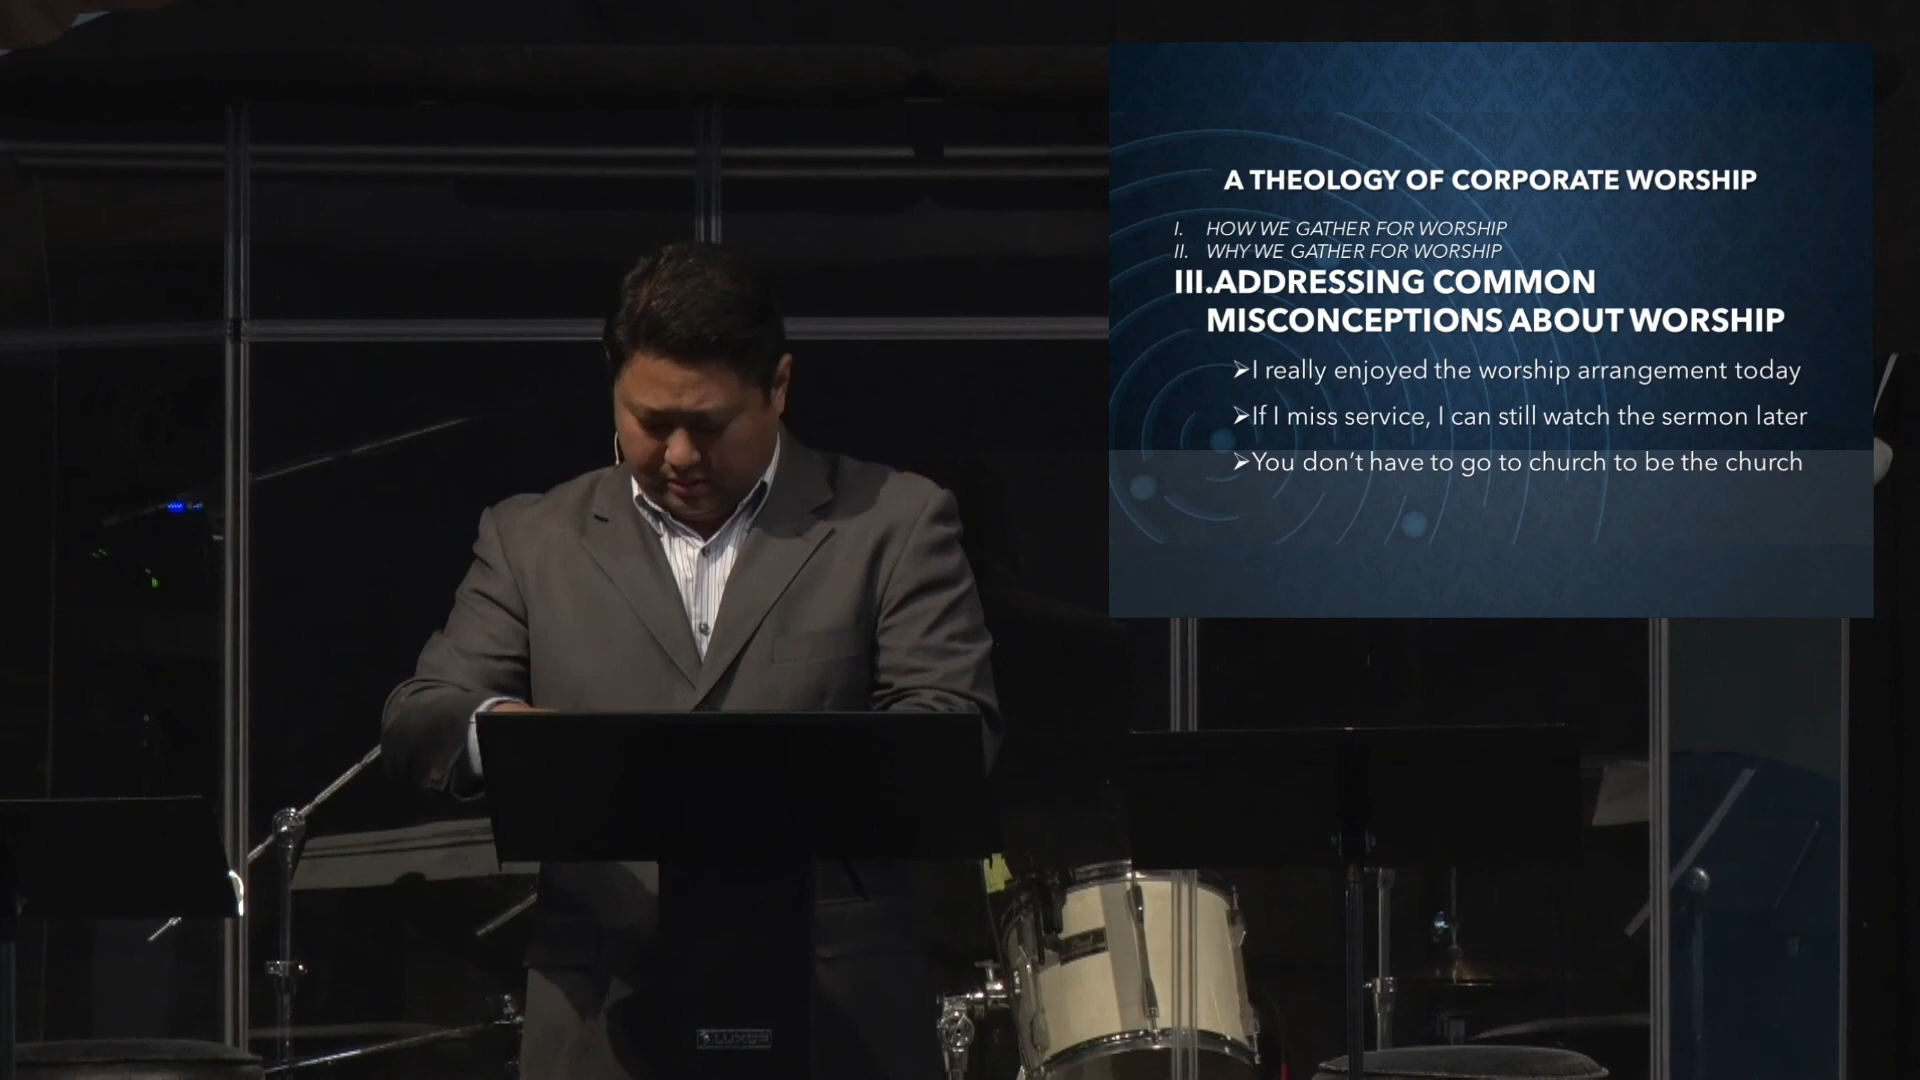 A THEOLOGY OF CORPORATE WORSHIP
I. HOW WE GATHER FOR WORSHIP
II. WHY WE GATHER FOR WORSHIP
III.ADDRESSING COMMON
MISCONCEPTIONS ABOUT WORSHIP
➢I really enjoyed the worship arrangement today
➢If I miss service, I can still watch the sermon later
➢You don't have to go to church to be the church
LUXOR